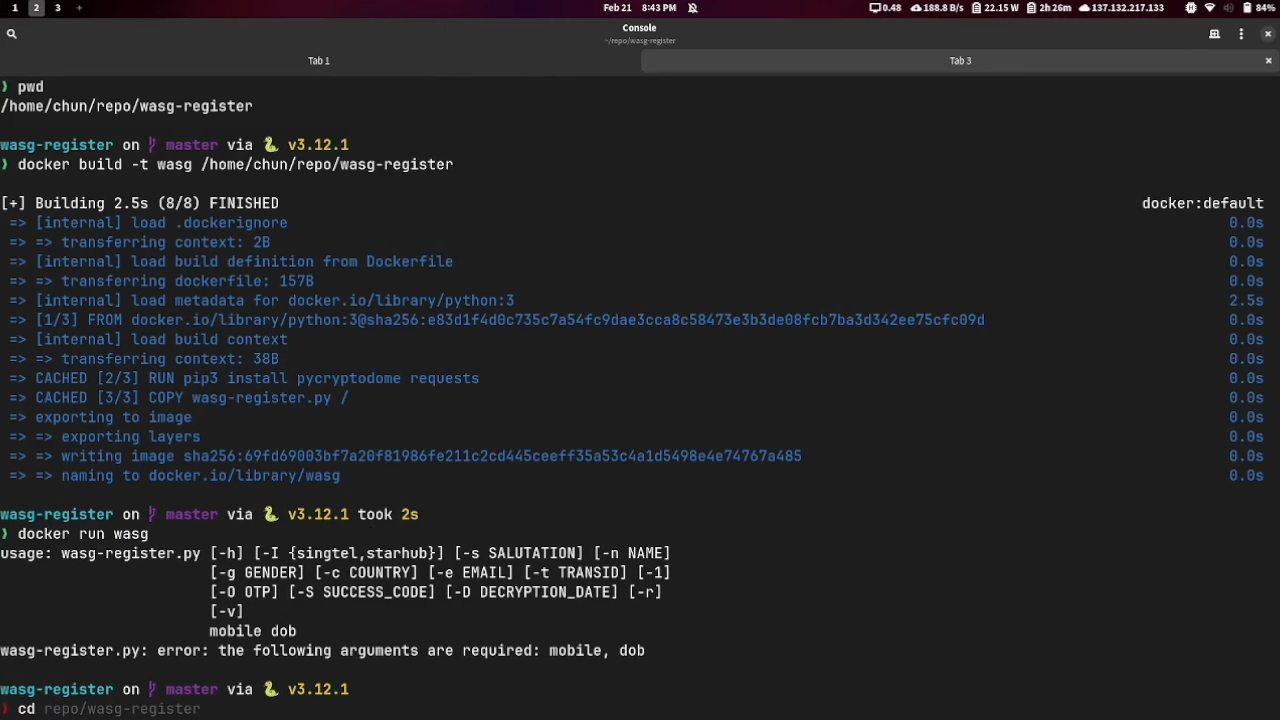 1 2 3 + Feb 21 8:43 PM 0.48 188.8 B/s 22.15 W 2h 26m 137.132.217.133 84%
Console
~/repo/wasg-register
Tab 1 Tab 3
❯ pwd
/home/chun/repo/wasg-register
wasg-register on master via 🐍 v3.12.1
❯ docker build -t wasg /home/chun/repo/wasg-register
[+] Building 2.5s (8/8) FINISHED docker:default
=> [internal] load .dockerignore 0.0s
=> => transferring context: 2B 0.0s
=> [internal] load build definition from Dockerfile 0.0s
=> => transferring dockerfile: 157B 0.0s
=> [internal] load metadata for docker.io/library/python:3 2.5s
=> [1/3] FROM docker.io/library/python:3@sha256:e83d1f4d0c735c7a54fc9dae3cca8c58473e3b3de08fcb7ba3d342ee75cfc09d 0.0s
=> [internal] load build context 0.0s
=> => transferring context: 38B 0.0s
=> CACHED [2/3] RUN pip3 install pycryptodome requests 0.0s
=> CACHED [3/3] COPY wasg-register.py / 0.0s
=> exporting to image 0.0s
=> => exporting layers 0.0s
=> => writing image sha256:69fd69003bf7a20f81986fe211c2cd445ceeff35a53c4a1d5498e4e74767a485 0.0s
=> => naming to docker.io/library/wasg 0.0s
wasg-register on master via 🐍 v3.12.1 took 2s
❯ docker run wasg
usage: wasg-register.py [-h] [-I {singtel,starhub}] [-s SALUTATION] [-n NAME]
[-g GENDER] [-c COUNTRY] [-e EMAIL] [-t TRANSID] [-1]
[-O OTP] [-S SUCCESS_CODE] [-D DECRYPTION_DATE] [-r]
[-v]
mobile dob
wasg-register.py: error: the following arguments are required: mobile, dob
wasg-register on master via 🐍 v3.12.1
❯ cd repo/wasg-register